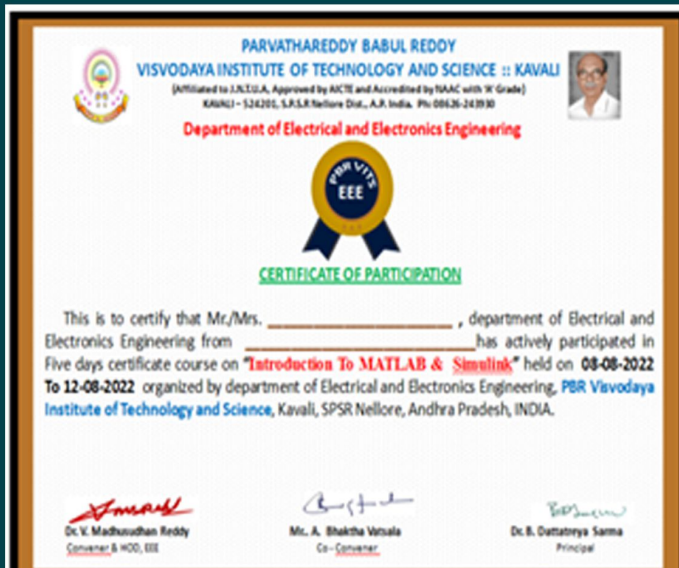 PARVATHAREDDY BABUL REDDY
VISVODAYA INSTITUTE OF TECHNOLOGY AND SCIENCE :: KAVALI
(Affiliated to J.N.T.U.A, Approved by AICTE and Accredited by NAAC with 'A' Grade)
KAVALI – 524201, S.P.S.R Nellore Dist., A.P. India. Ph: 08626-243930
Department of Electrical and Electronics Engineering
PBR VITS
EEE
CERTIFICATE OF PARTICIPATION
This is to certify that Mr./Mrs. ____________________ , department of Electrical and
Electronics Engineering from _________________________has actively participated in
Five days certificate course on "Introduction To MATLAB & Simulink" held on 08-08-2022
To 12-08-2022 organized by department of Electrical and Electronics Engineering, PBR Visvodaya
Institute of Technology and Science, Kavali, SPSR Nellore, Andhra Pradesh, INDIA.
Dr. V. Madhusudhan Reddy
Convener & HOD, EEE
Mr. A. Bhaktha Vatsala
Co – Convener
Dr. B. Dattatreya Sarma
Principal